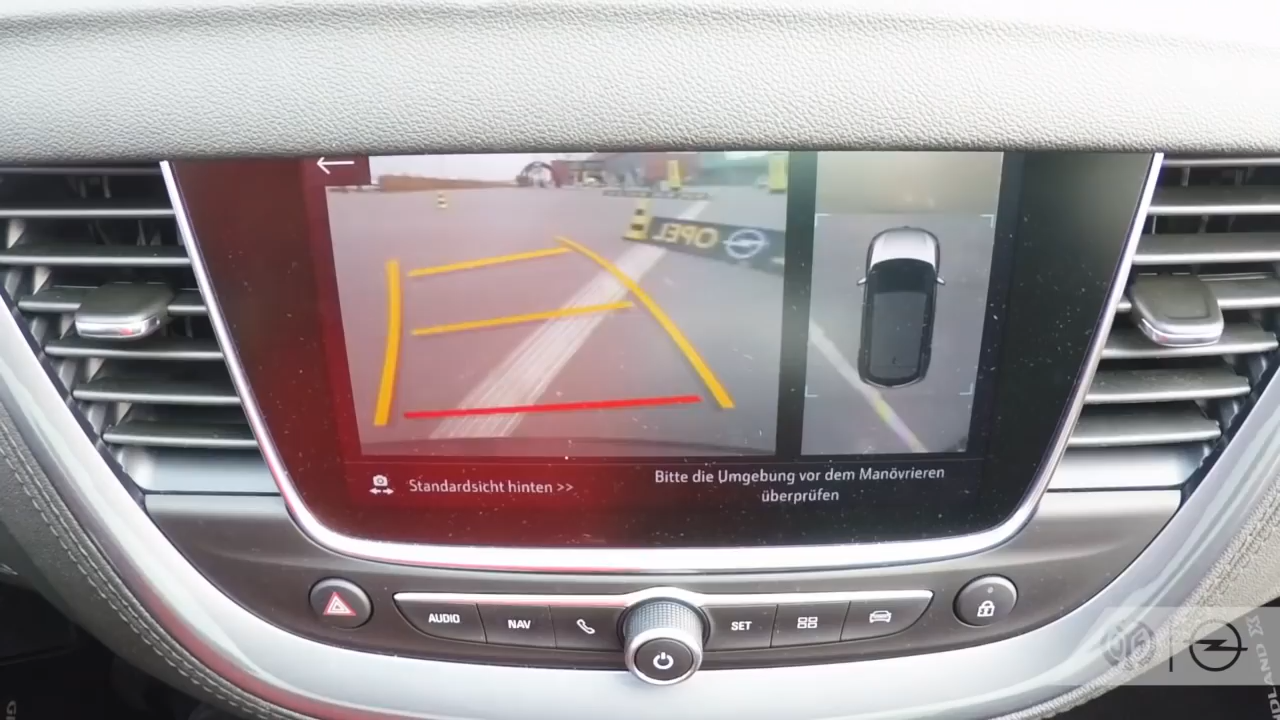 OPEL
Standardsicht hinten >>
Bitte die Umgebung vor dem Manövrieren
überprüfen
AUDIO
NAV
SET